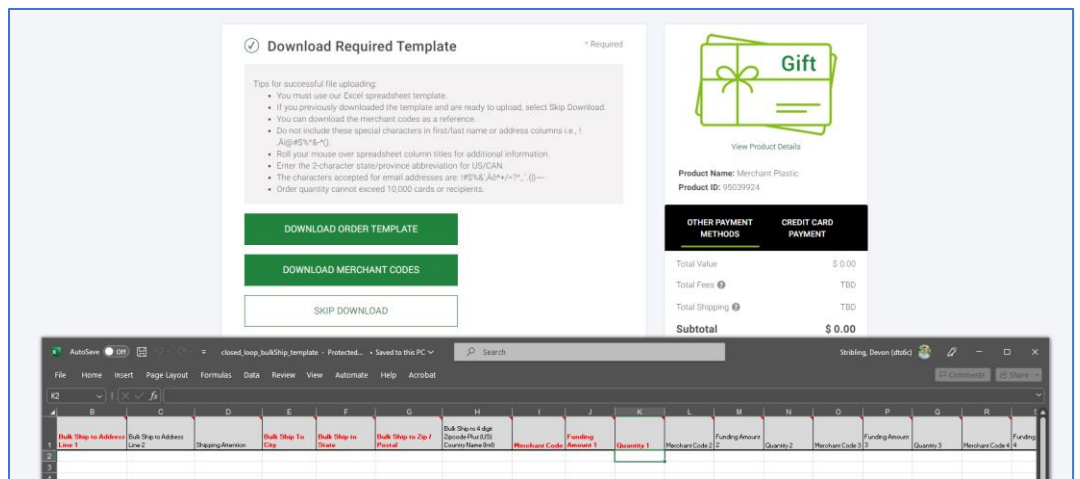 Download Required Template
* Required
Tips for successful file uploading:
• You must use our Excel spreadsheet template.
• If you previously downloaded the template and are ready to upload, select Skip Download.
• You can download the merchant codes as a reference.
• Do not include these special characters in first/last name or address columns i.e., !
• Roll your mouse over spreadsheet column titles for additional information.
• Enter the 2-character state/province abbreviation for US/CAN.
• The characters accepted for email addresses are:
• Order quantity cannot exceed 10,000 cards or recipients.
DOWNLOAD ORDER TEMPLATE
DOWNLOAD MERCHANT CODES
SKIP DOWNLOAD
Gift
View Product Details
Product Name: Merchant Plastic
Product ID: 95039924
OTHER PAYMENT METHODS
CREDIT CARD PAYMENT
Total Value $ 0.00
Total Fees TBD
Total Shipping TBD
Subtotal $ 0.00
AutoSave Off closed_loop_bulkShip_template - Protected... • Saved to this PC Search Stribling, Devon (dts6c)
File Home Insert Page Layout Formulas Data Review View Automate Help Acrobat Comments Share
K2 fx
B C D E F G H I J K L M N O P Q R
1 Bulk Ship to Address Line 1
Bulk Ship to Address Line 2
Shipping Attention
Bulk Ship To City
Bulk Ship to State
Bulk Ship to Zip / Postal
Bulk Ship to 4 digit Zipcode Plus (US) Country Name (Intl)
Merchant Code
Funding Amount 1
Quantity 1
Merchant Code 2
Funding Amount 2
Quantity 2
Merchant Code 3
Funding Amount 3
Quantity 3
Merchant Code 4
Funding 4
2
3
4